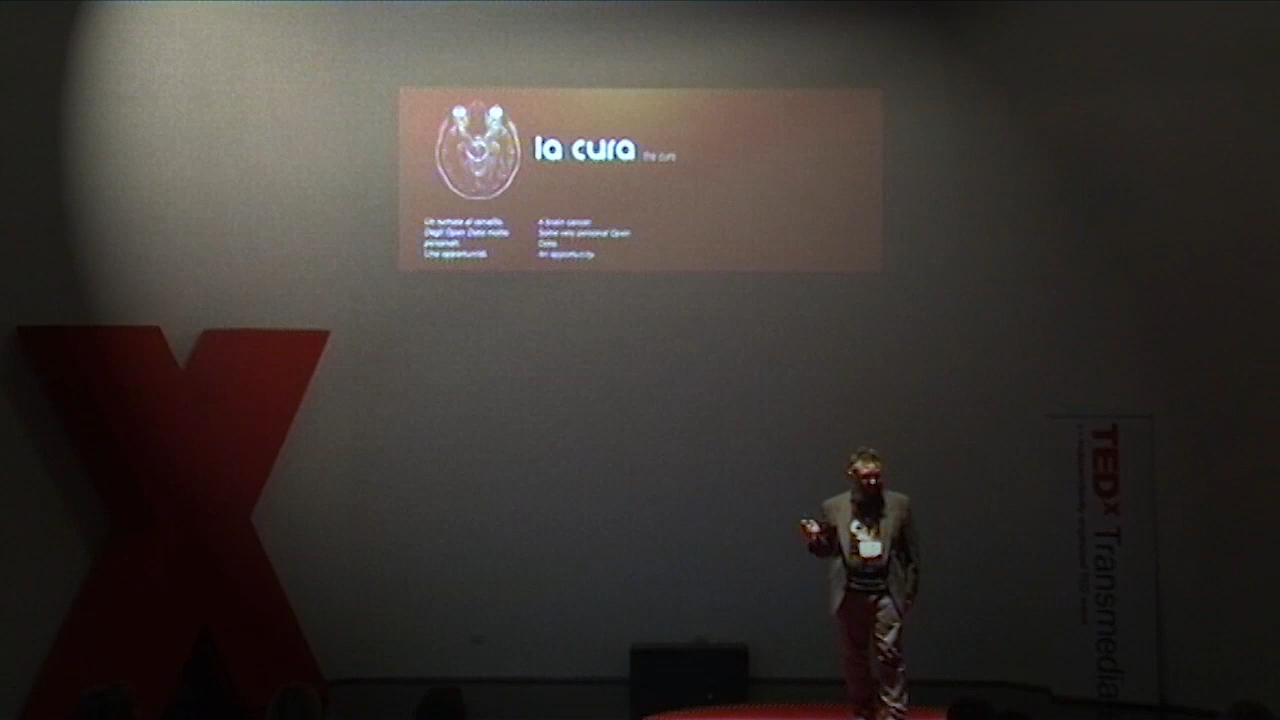 la cura the cure
Un tumore al cervello.
Degli Open Data molto
personali.
Una opportunità.
A brain cancer.
Some very personal Open
Data.
An opportunity.
X
TEDx Transmedia